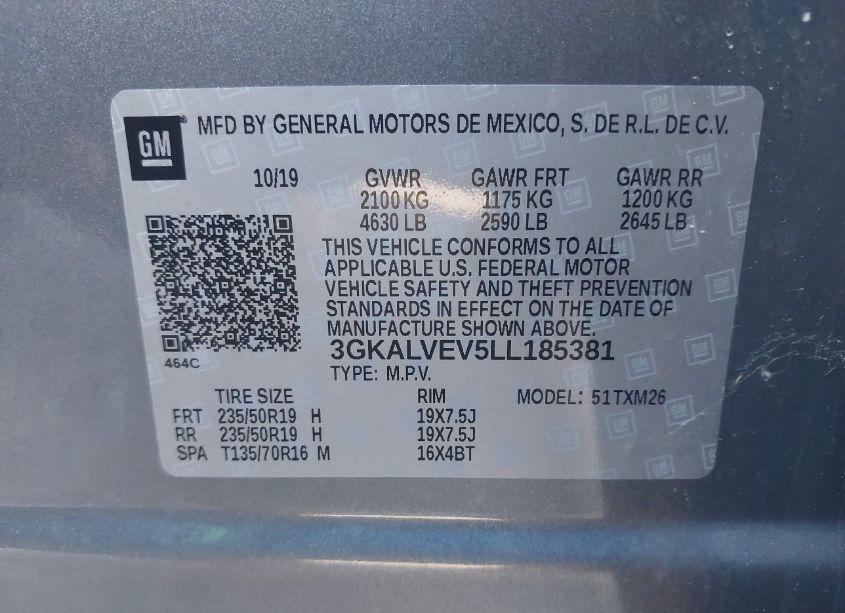 GM
MFD BY GENERAL MOTORS DE MEXICO, S. DE R.L. DE C.V.
10/19 GVWR GAWR FRT GAWR RR
2100 KG 1175 KG 1200 KG
4630 LB 2590 LB 2645 LB
THIS VEHICLE CONFORMS TO ALL
APPLICABLE U.S. FEDERAL MOTOR
VEHICLE SAFETY AND THEFT PREVENTION
STANDARDS IN EFFECT ON THE DATE OF
MANUFACTURE SHOWN ABOVE.
3GKALVEV5LL185381
464C
TYPE: M.P.V.
TIRE SIZE RIM MODEL: 51TXM26
FRT 235/50R19 H 19X7.5J
RR 235/50R19 H 19X7.5J
SPA T135/70R16 M 16X4BT